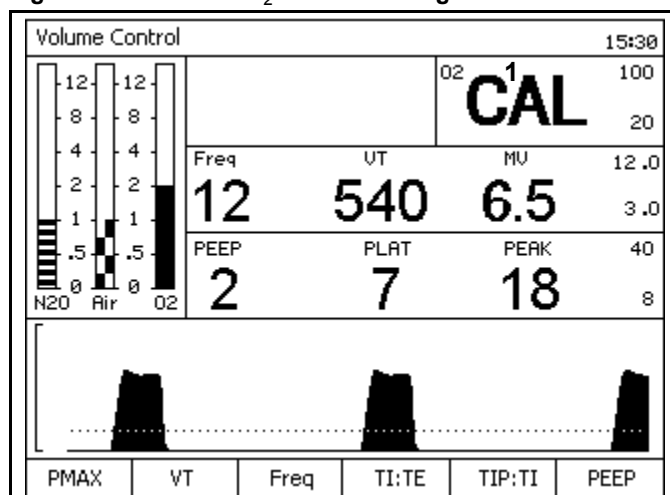 Volume Control 15:30
12 12
8 8
4 4
2 2
1 1
.5 .5
0 0
N2O Air O2
O2 1 CAL 100
20
Freq VT MV 12.0
12 540 6.5 3.0
PEEP PLAT PEAK 40
2 7 18 8
PMAX VT Freq TI:TE TIP:TI PEEP